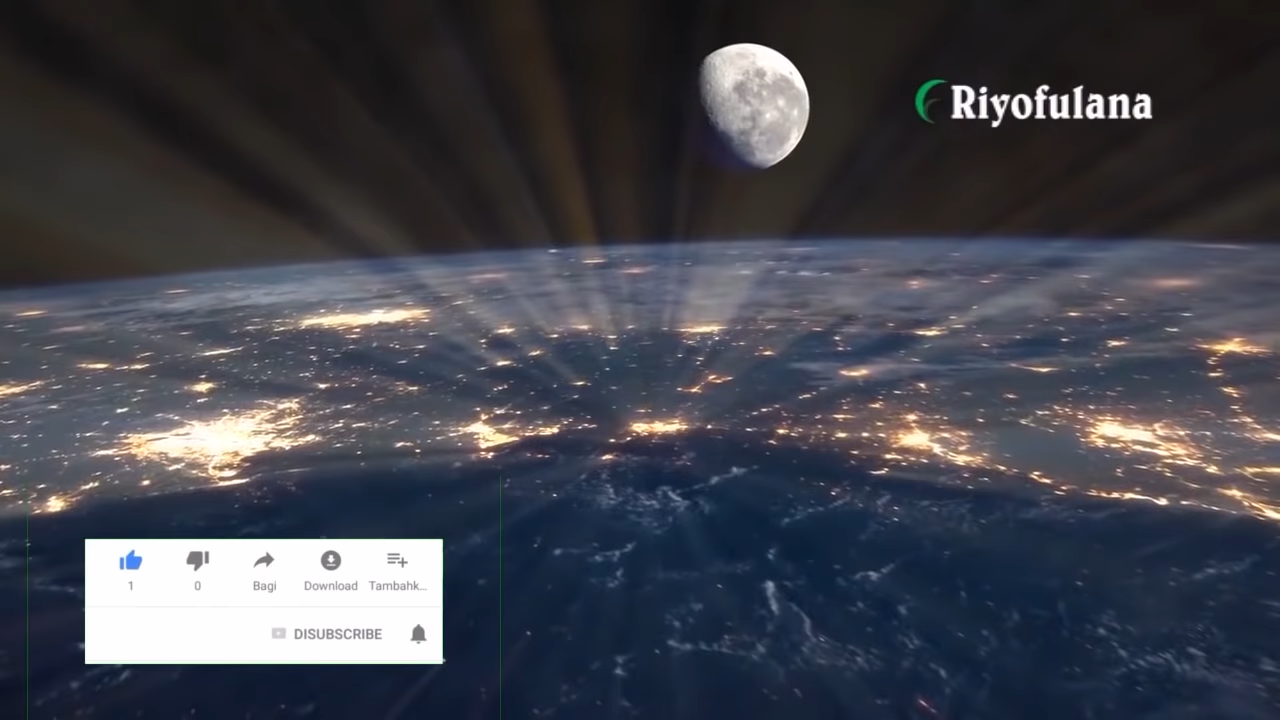 Riyofulana
1
0
Bagi
Download
Tambahk...
DISUBSCRIBE